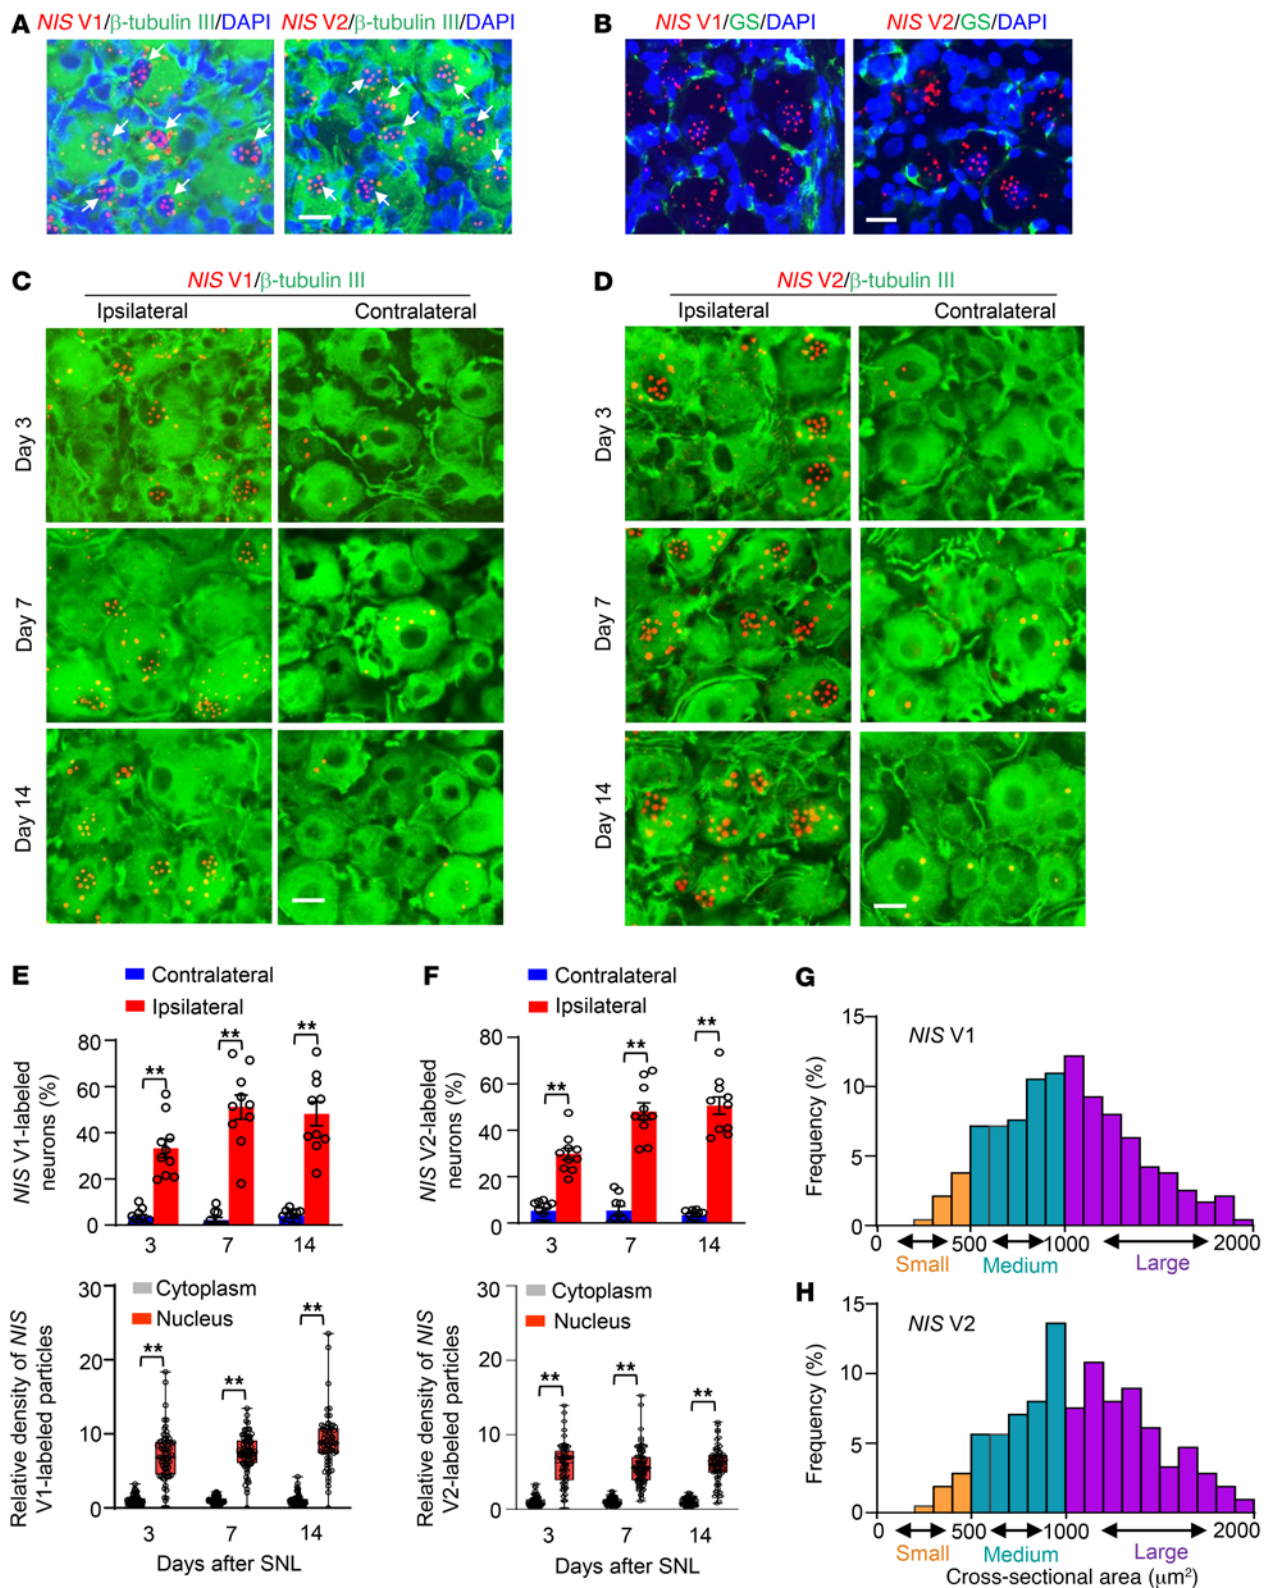 A
NIS V1/β-tubulin III/DAPI
NIS V2/β-tubulin III/DAPI
B
NIS V1/GS/DAPI
NIS V2/GS/DAPI
C
NIS V1/β-tubulin III
Ipsilateral
Contralateral
Day 3
Day 7
Day 14
D
NIS V2/β-tubulin III
Ipsilateral
Contralateral
Day 3
Day 7
Day 14
E
Contralateral
Ipsilateral
NIS V1-labeled
neurons (%)
80
60
40
20
0
**
**
**
3
7
14
Cytoplasm
Nucleus
Relative density of NIS
V1-labeled particles
30
20
10
0
**
**
**
3
7
14
Days after SNL
F
Contralateral
Ipsilateral
NIS V2-labeled
neurons (%)
80
60
40
20
0
**
**
**
3
7
14
Cytoplasm
Nucleus
Relative density of NIS
V2-labeled particles
30
20
10
0
**
**
**
3
7
14
Days after SNL
G
NIS V1
Frequency (%)
15
10
5
0
0
500
1000
2000
Small
Medium
Large
H
NIS V2
Frequency (%)
15
10
5
0
0
500
1000
2000
Small
Medium
Large
Cross-sectional area (μm²)